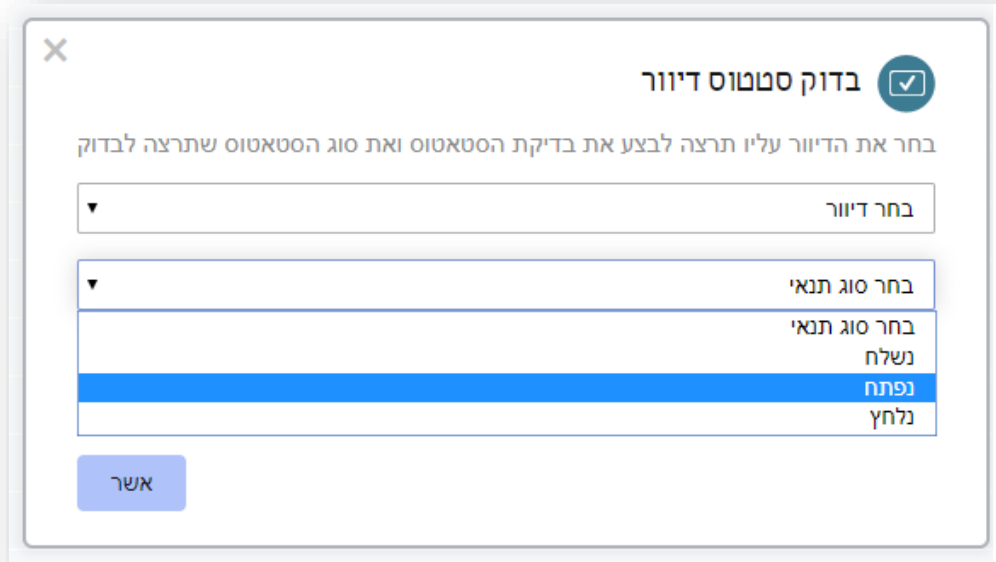 בדוק סטטוס דיוור
בחר את הדיוור עליו תרצה לבצע את בדיקת הסטאטוס ואת סוג הסטאטוס שתרצה לבדוק
בחר דיוור
בחר סוג תנאי
בחר סוג תנאי
נשלח
נפתח
נלחץ
אשר